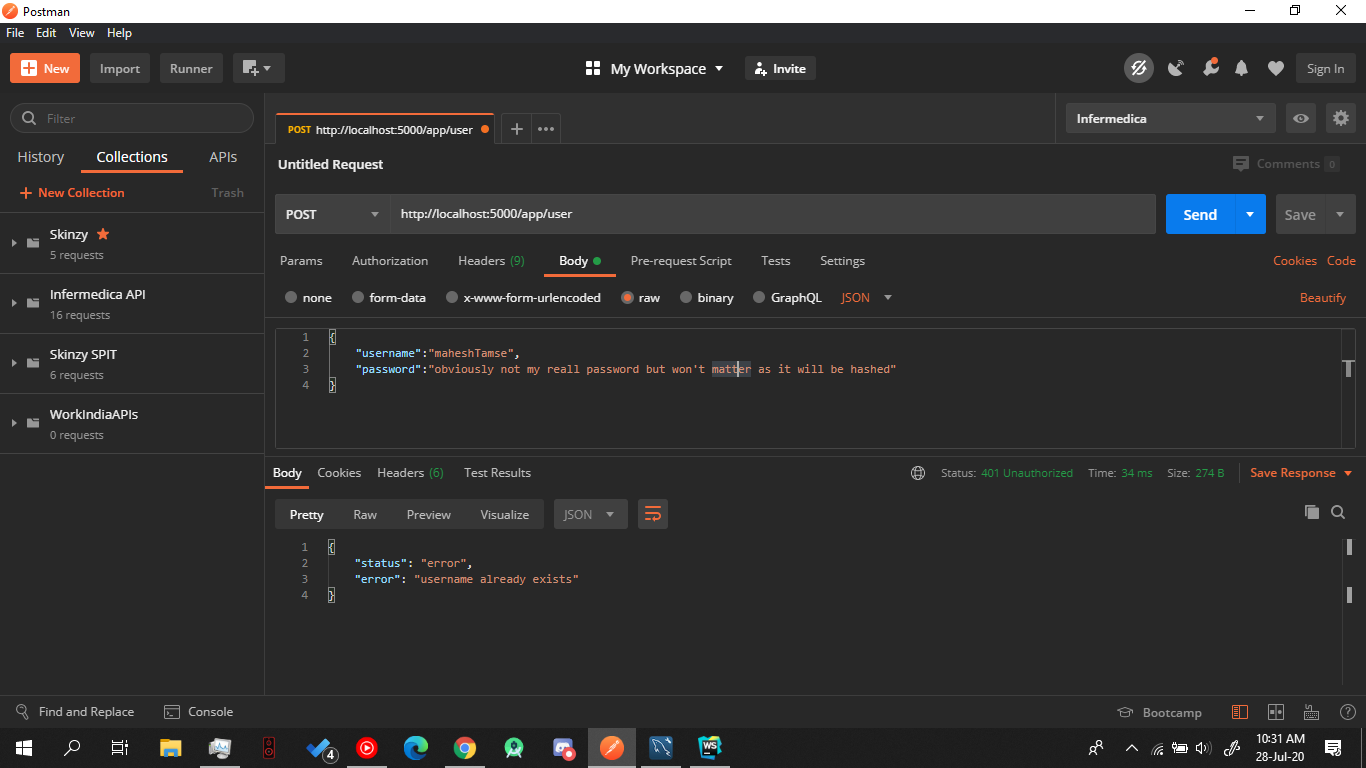 Postman
File Edit View Help
New Import Runner My Workspace Invite Sign In
Filter
History Collections APIs
New Collection Trash
Skinzy
5 requests
Infermedica API
16 requests
Skinzy SPIT
6 requests
WorkIndiaAPIs
0 requests
POST http://localhost:5000/app/user
Infermedica
Untitled Request
Comments 0
POST http://localhost:5000/app/user Send Save
Params Authorization Headers (9) Body Pre-request Script Tests Settings Cookies Code
none form-data x-www-form-urlencoded raw binary GraphQL JSON Beautify
1 {
2 "username":"maheshTamse",
3 "password":"obviously not my reall password but won't matter as it will be hashed"
4 }
Body Cookies Headers (6) Test Results Status: 401 Unauthorized Time: 34 ms Size: 274 B Save Response
Pretty Raw Preview Visualize JSON
1 {
2 "status": "error",
3 "error": "username already exists"
4 }
Find and Replace Console Bootcamp
4
WS
10:31 AM
28-Jul-20